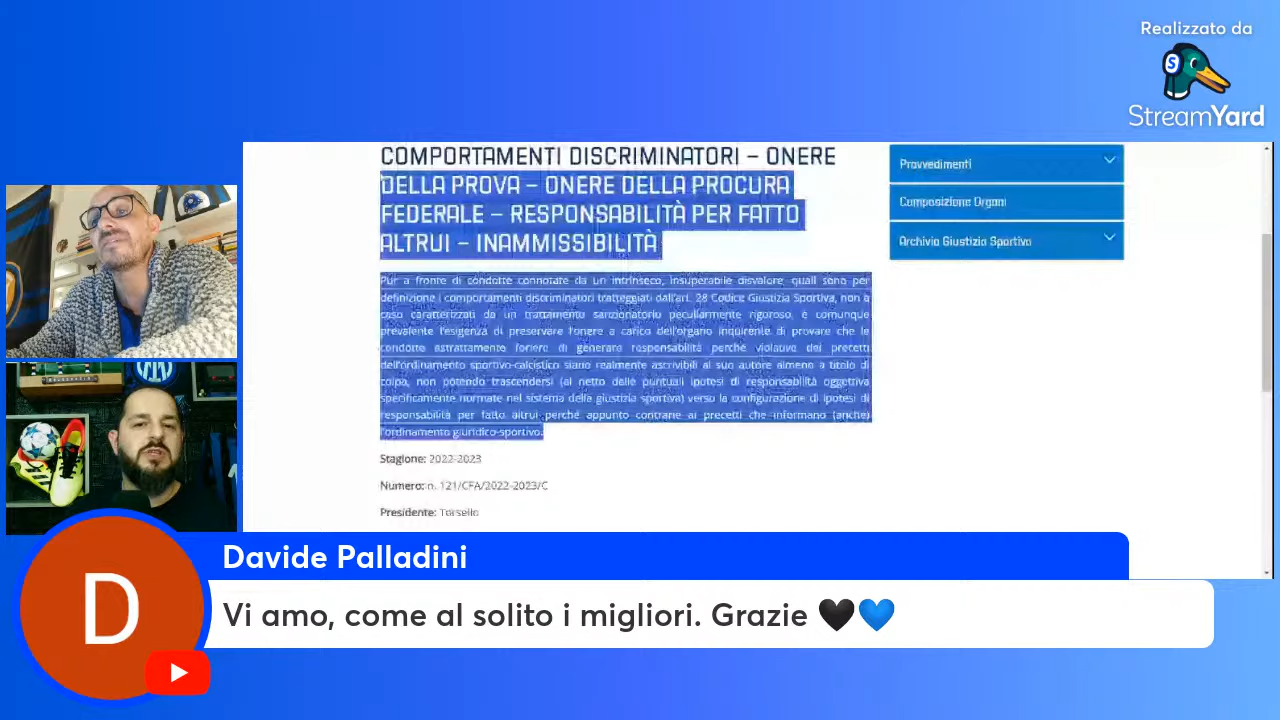 Realizzato da
StreamYard
COMPORTAMENTI DISCRIMINATORI – ONERE
DELLA PROVA – ONERE DELLA PROCURA
FEDERALE – RESPONSABILITÀ PER FATTO
ALTRUI – INAMMISSIBILITÀ
Pur a fronte di condotte connotate da un intrinseco, insuperabile disvalore, quali sono per
definizione i comportamenti discriminatori tratteggiati dall'art. 28 Codice Giustizia Sportiva, non a
caso caratterizzati da un trattamento sanzionatorio peculiarmente rigoroso, è comunque
prevalente l'esigenza di preservare l'onere a carico dell'organo inquirente di provare che le
condotte astrattamente foriere di generare responsabilità perché violative dei precetti
dell'ordinamento sportivo-calcistico siano realmente ascrivibili al suo autore almeno a titolo di
colpa, non potendo trascendersi (al netto delle puntuali ipotesi di responsabilità oggettiva
specificamente normate nel sistema della giustizia sportiva) verso la configurazione di ipotesi di
responsabilità per fatto altrui perché appunto contrarie ai precetti che informano (anche)
l'ordinamento giuridico-sportivo.
Stagione: 2022-2023
Numero: n. 121/CFA/2022-2023/C
Presidente: Torsello
Provvedimenti
Composizione Organi
Archivio Giustizia Sportiva
Davide Palladini
D
Vi amo, come al solito i migliori. Grazie 🖤💙